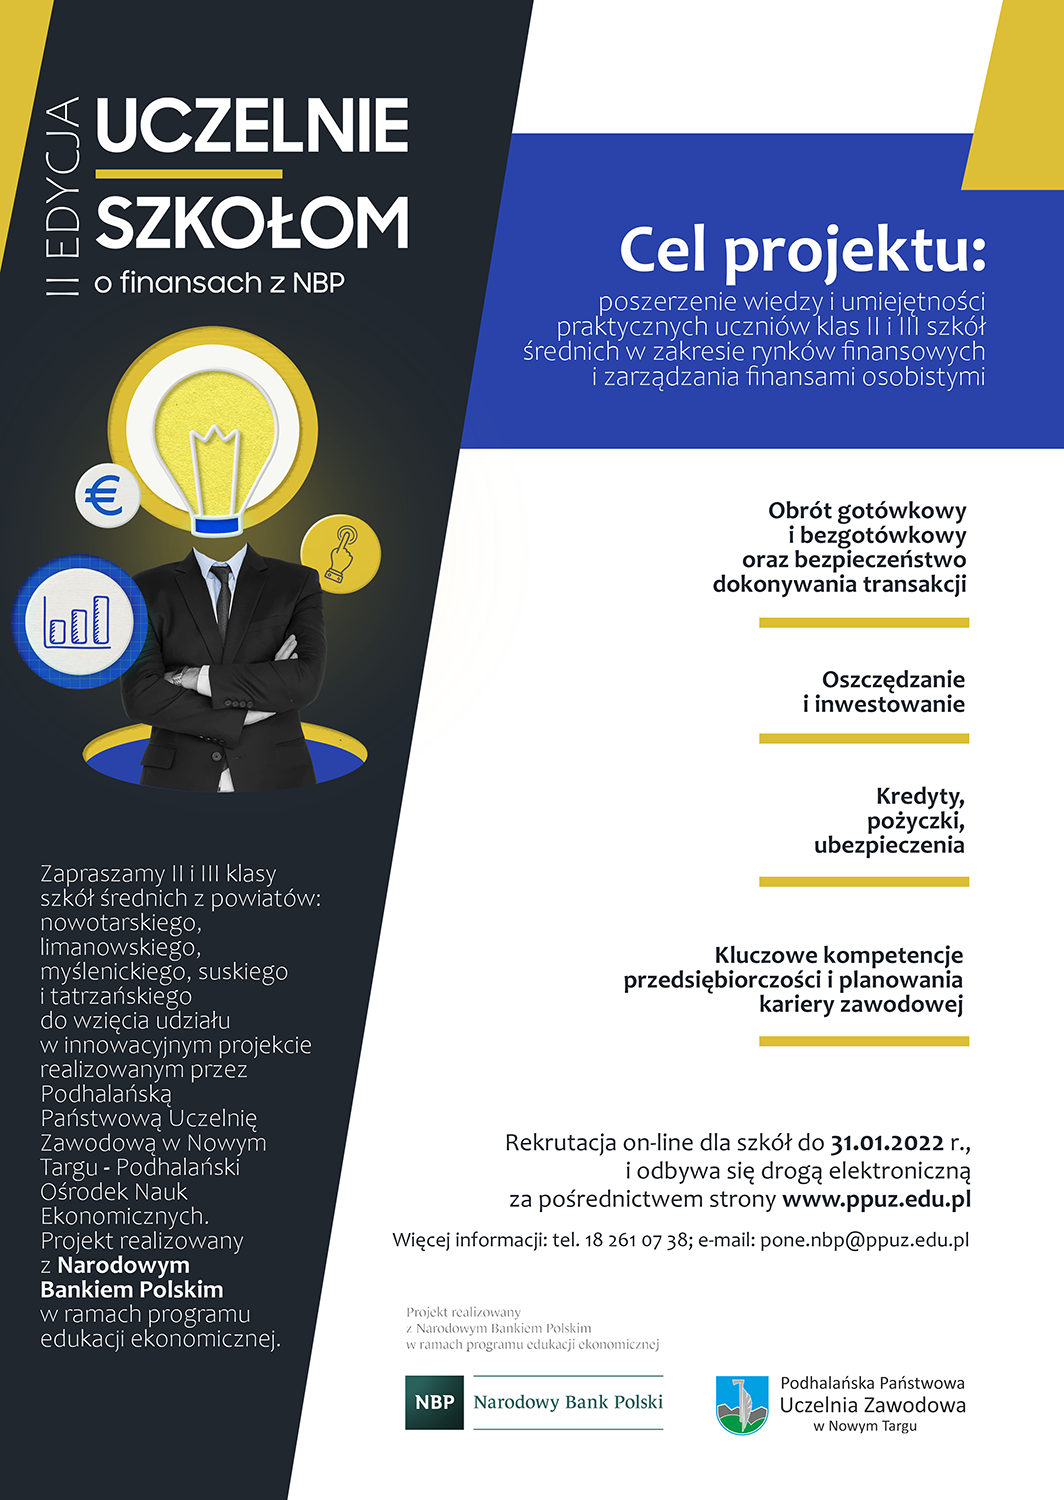 II EDYCJA
UCZELNIE
SZKOŁOM
o finansach z NBP
€
Cel projektu:
poszerzenie wiedzy i umiejętności
praktycznych uczniów klas II i III szkół
średnich w zakresie rynków finansowych
i zarządzania finansami osobistymi
Obrót gotówkowy
i bezgotówkowy
oraz bezpieczeństwo
dokonywania transakcji
Oszczędzanie
i inwestowanie
Kredyty,
pożyczki,
ubezpieczenia
Kluczowe kompetencje
przedsiębiorczości i planowania
kariery zawodowej
Zapraszamy II i III klasy
szkół średnich z powiatów:
nowotarskiego,
limanowskiego,
myślenickiego, suskiego
i tatrzańskiego
do wzięcia udziału
w innowacyjnym projekcie
realizowanym przez
Podhalańską
Państwową Uczelnię
Zawodową w Nowym
Targu - Podhalański
Ośrodek Nauk
Ekonomicznych.
Projekt realizowany
z Narodowym
Bankiem Polskim
w ramach programu
edukacji ekonomicznej.
Rekrutacja on-line dla szkół do 31.01.2022 r.,
i odbywa się drogą elektroniczną
za pośrednictwem strony www.ppuz.edu.pl
Więcej informacji: tel. 18 261 07 38; e-mail: pone.nbp@ppuz.edu.pl
Projekt realizowany
z Narodowym Bankiem Polskim
w ramach programu edukacji ekonomicznej
NBP Narodowy Bank Polski
Podhalańska Państwowa
Uczelnia Zawodowa
w Nowym Targu